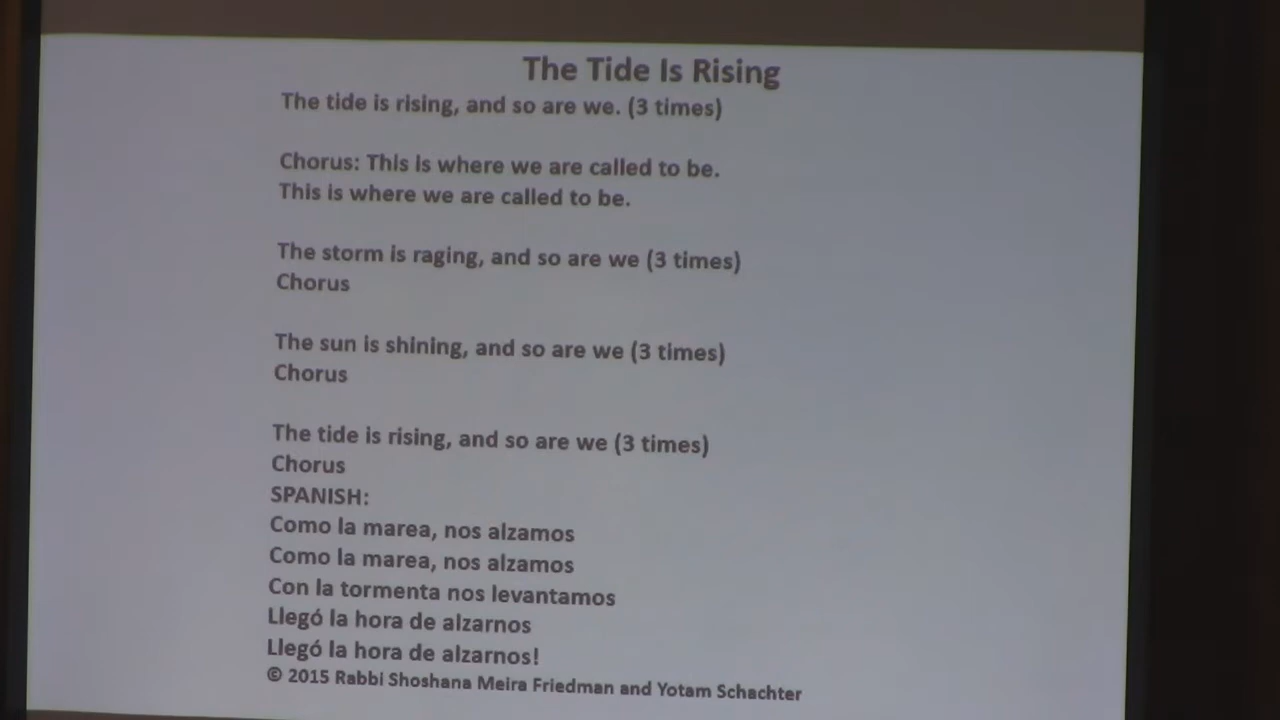 The Tide Is Rising
The tide is rising, and so are we. (3 times)
Chorus: This is where we are called to be.
This is where we are called to be.
The storm is raging, and so are we (3 times)
Chorus
The sun is shining, and so are we (3 times)
Chorus
The tide is rising, and so are we (3 times)
Chorus
SPANISH:
Como la marea, nos alzamos
Como la marea, nos alzamos
Con la tormenta nos levantamos
Llegó la hora de alzarnos
Llegó la hora de alzarnos!
© 2015 Rabbi Shoshana Meira Friedman and Yotam Schachter